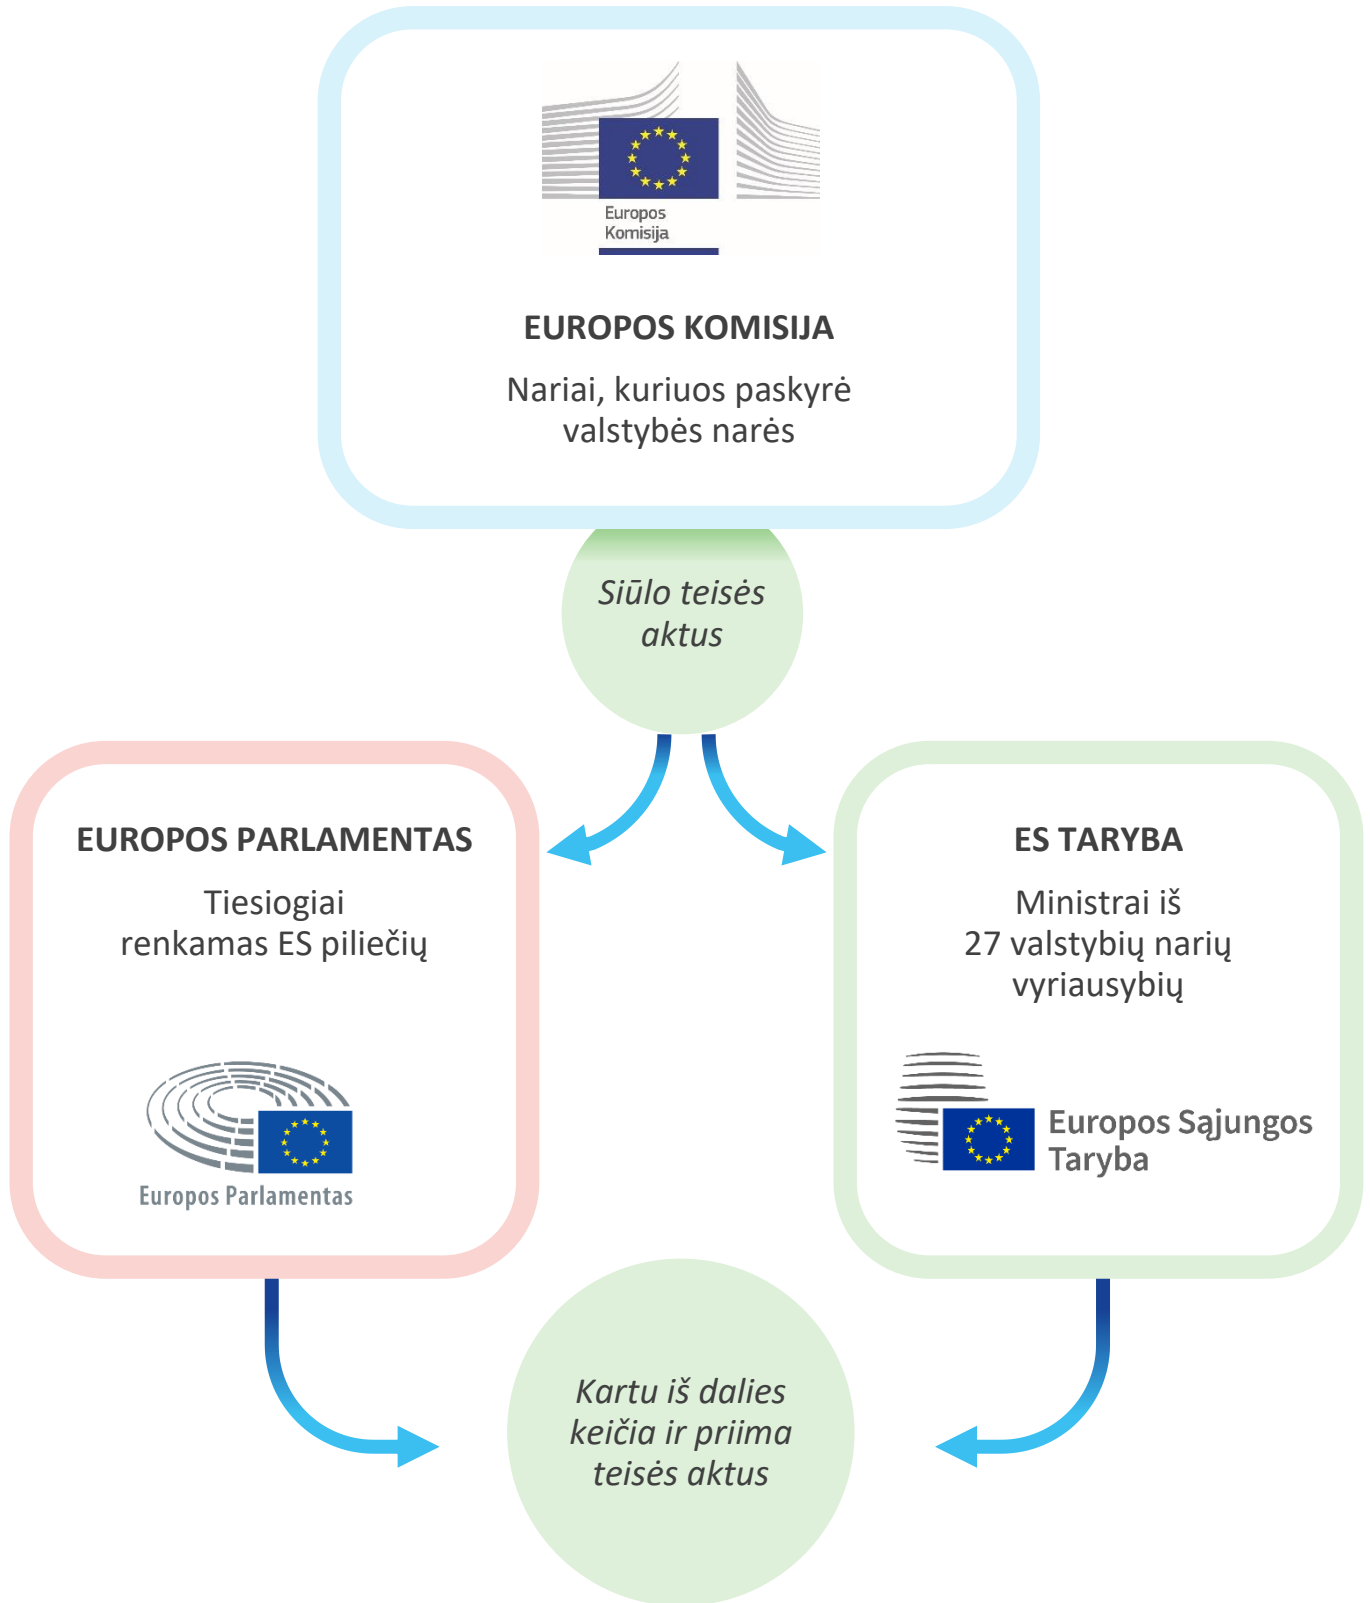 Europos
Komisija
EUROPOS KOMISIJA
Nariai, kuriuos paskyrė
valstybės narės
Siūlo teisės
aktus
EUROPOS PARLAMENTAS
Tiesiogiai
renkamas ES piliečių
Europos Parlamentas
ES TARYBA
Ministrai iš
27 valstybių narių
vyriausybių
Europos Sąjungos
Taryba
Kartu iš dalies
keičia ir priima
teisės aktus